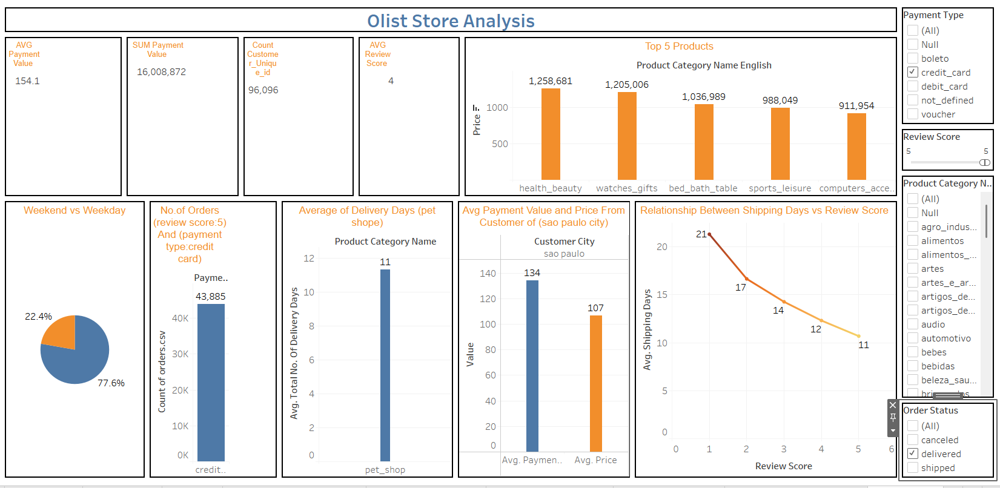 Olist Store Analysis
AVG
Payment
Value
154.1
SUM Payment
Value
16,008,872
Count
Custome
r_Uniqu
e_id
96,096
AVG
Review
Score
4
Top 5 Products
Product Category Name English
Price
1000
500
1,258,681
1,205,006
1,036,989
988,049
911,954
health_beauty
watches_gifts
bed_bath_table
sports_leisure
computers_acce..
Weekend vs Weekday
22.4%
77.6%
No.of Orders
(review score:5)
And (payment
type:credit
card)
Payme..
43,885
Count of orders.csv
40K
30K
20K
10K
0K
credit..
Average of Delivery Days (pet
shope)
Product Category Name
11
Avg. Total No. Of Delivery Days
12
10
8
6
4
2
0
pet_shop
Avg Payment Value and Price From
Customer of (sao paulo city)
Customer City
sao paulo
134
107
Value
140
120
100
80
60
40
20
0
Avg. Paymen..
Avg. Price
Relationship Between Shipping Days vs Review Score
21
17
14
12
11
Avg. Shipping Days
20
15
10
5
0
0
1
2
3
4
5
6
Review Score
Payment Type
(All)
Null
boleto
credit_card
debit_card
not_defined
voucher
Review Score
5
5
Product Category N..
(All)
Null
agro_indus...
alimentos
alimentos_...
artes
artes_e_ar...
artigos_de...
artigos_de...
audio
automotivo
bebes
bebidas
beleza_sau...
Order Status
(All)
canceled
delivered
shipped